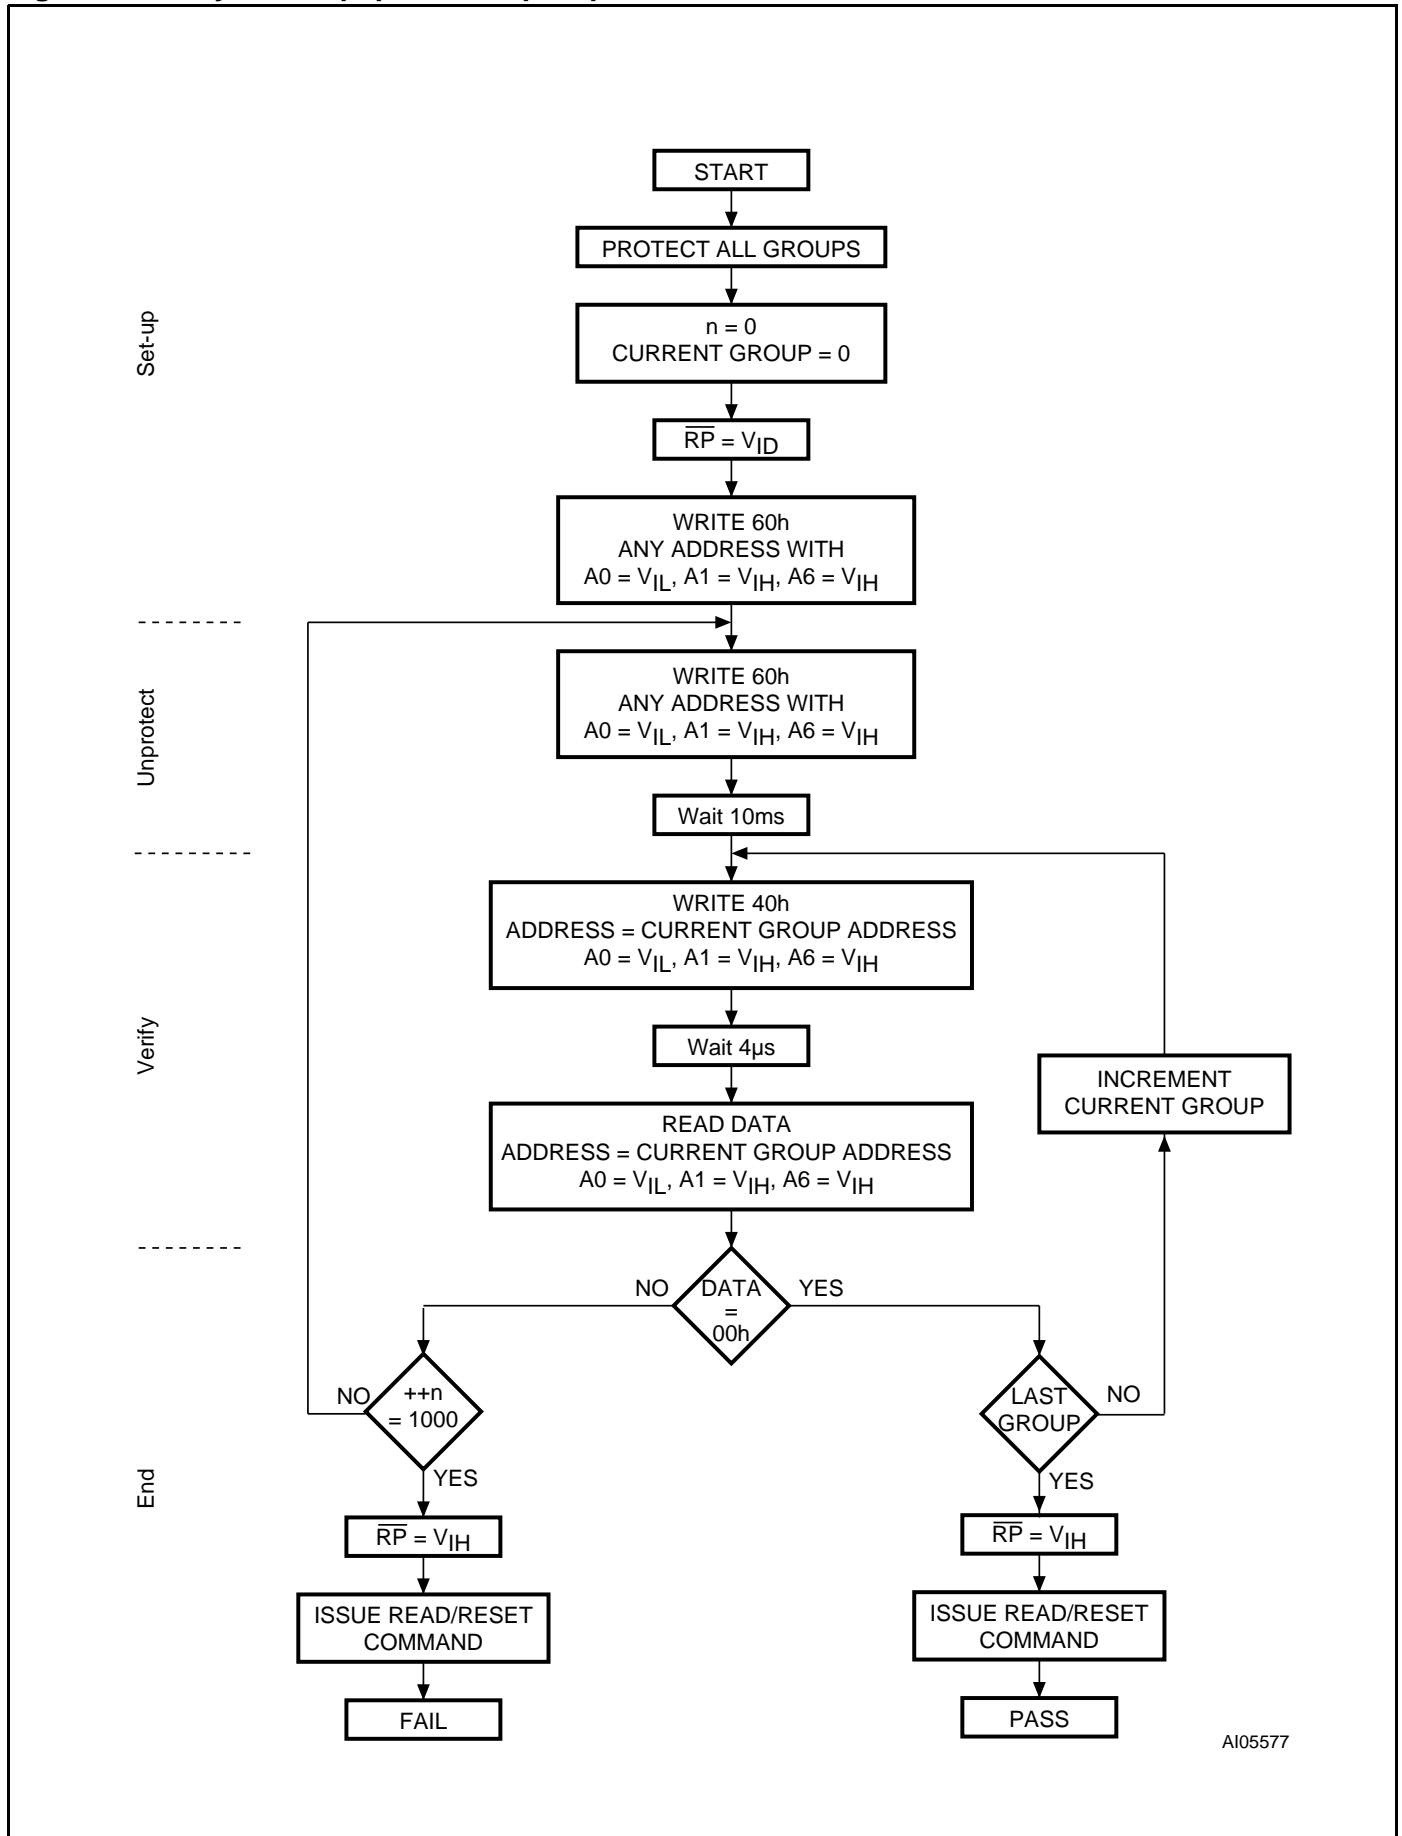 START
PROTECT ALL GROUPS
n = 0
CURRENT GROUP = 0
Set-up
RP = VID
WRITE 60h
ANY ADDRESS WITH
A0 = VIL, A1 = VIH, A6 = VIH
WRITE 60h
ANY ADDRESS WITH
A0 = VIL, A1 = VIH, A6 = VIH
Unprotect
Wait 10ms
WRITE 40h
ADDRESS = CURRENT GROUP ADDRESS
A0 = VIL, A1 = VIH, A6 = VIH
Verify
Wait 4µs
INCREMENT
CURRENT GROUP
READ DATA
ADDRESS = CURRENT GROUP ADDRESS
A0 = VIL, A1 = VIH, A6 = VIH
NO
DATA
=
00h
YES
NO
++n
= 1000
LAST
GROUP
NO
End
YES
YES
RP = VIH
RP = VIH
ISSUE READ/RESET
COMMAND
ISSUE READ/RESET
COMMAND
FAIL
PASS
AI05577